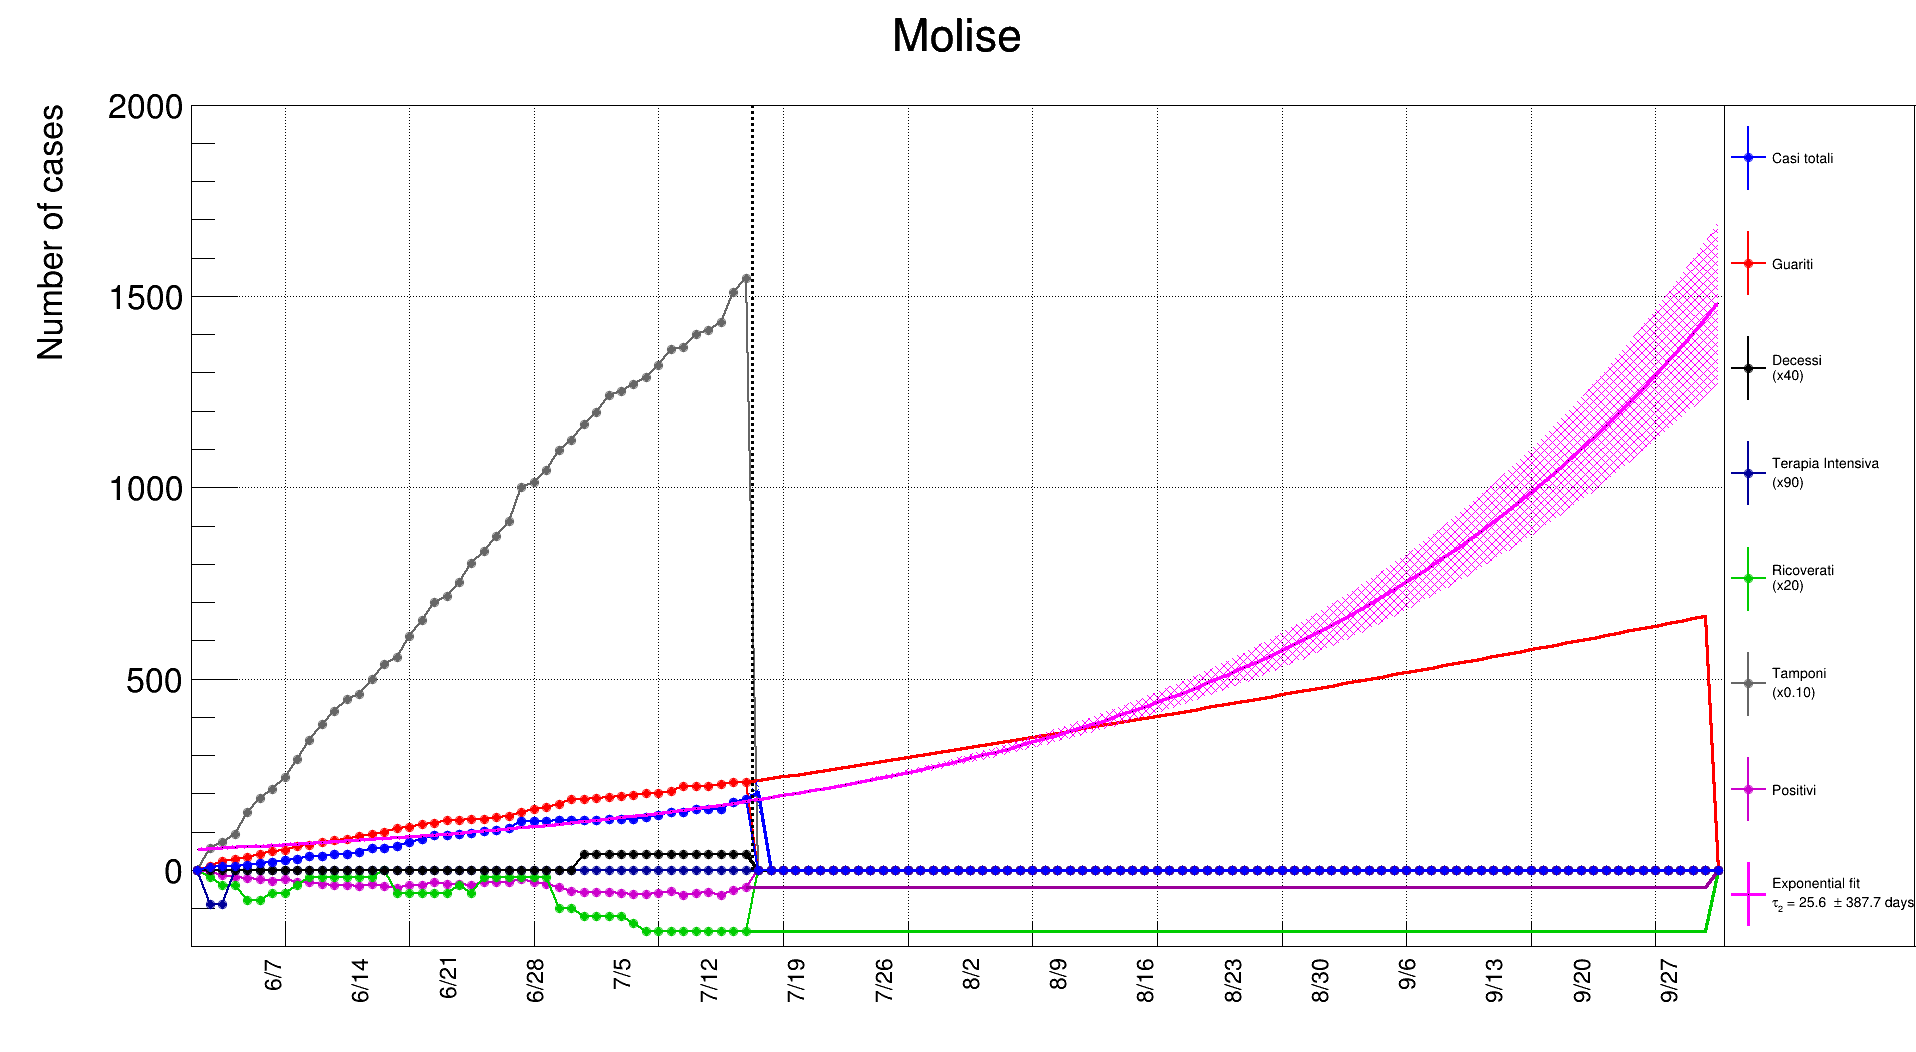 Molise
Number of cases
2000
1500
1000
500
0
6/7
6/14
6/21
6/28
7/5
7/12
7/19
7/26
8/2
8/9
8/16
8/23
8/30
9/6
9/13
9/20
9/27
Casi totali
Guariti
Decessi
(x40)
Terapia Intensiva
(x90)
Ricoverati
(x20)
Tamponi
(x0.10)
Positivi
Exponential fit
τ2 = 25.6 ± 387.7 days